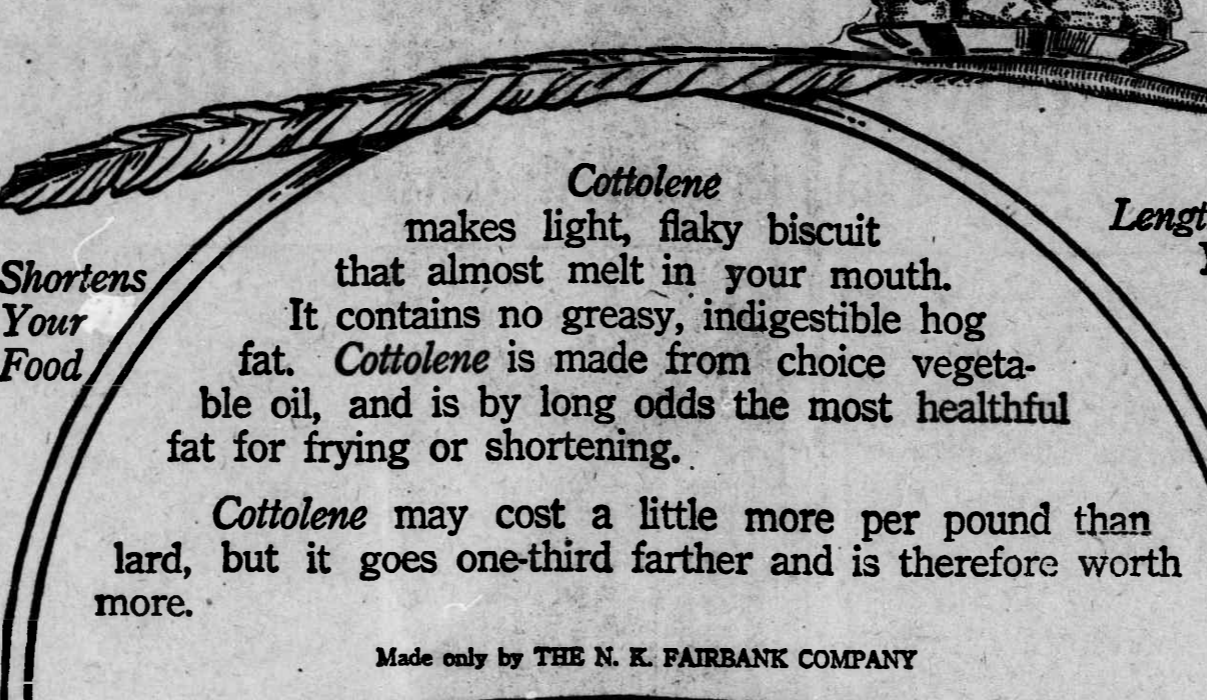 Cottolene
makes light, flaky biscuit
that almost melt in your mouth.
It contains no greasy, indigestible hog
fat. Cottolene is made from choice vegeta-
ble oil, and is by long odds the most healthful
fat for frying or shortening.
Cottolene may cost a little more per pound than
lard, but it goes one-third farther and is therefore worth
more.
Made only by THE N. K. FAIRBANK COMPANY
Shortens
Your
Food